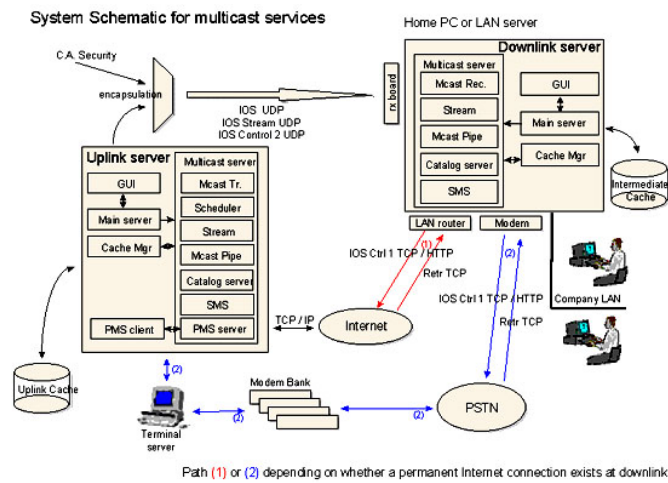 System Schematic for multicast services
Home PC or LAN server
Downlink server
C.A. Security
encapsulation
IOS UDP
IOS Stream UDP
IOS Control 2 UDP
rx board
Multicast server
Mcast Rec.
Stream
Mcast Pipe
Catalog server
SMS
GUI
Main server
Cache Mgr
Intermediate
Cache
Uplink server
Multicast server
GUI
Main server
Cache Mgr
PMS client
Mcast Tr.
Scheduler
Stream
Mcast Pipe
Catalog server
SMS
PMS server
LAN router
Modem
(1)
IOS Ctrl 1 TCP / HTTP
Retr TCP
(2)
IOS Ctrl 1 TCP / HTTP
Retr TCP
Company LAN
TCP / IP
Internet
Uplink Cache
(2)
Terminal
server
(2)
Modem Bank
(2)
PSTN
Path (1) or (2) depending on whether a permanent Internet connection exists at downlink